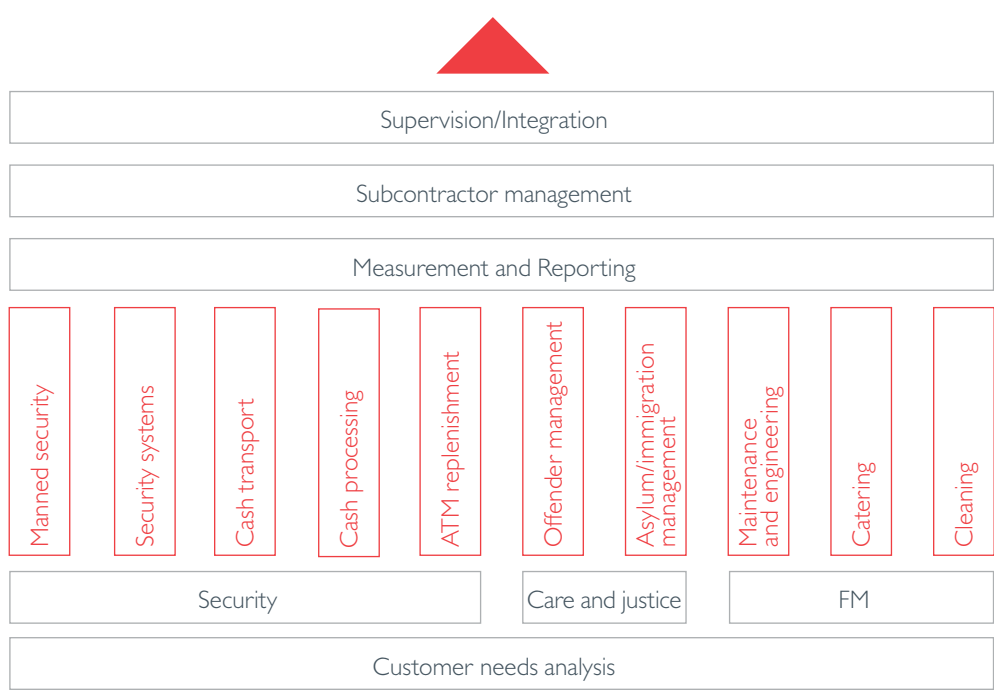 Supervision/Integration
Subcontractor management
Measurement and Reporting
Manned security
Security systems
Cash transport
Cash processing
ATM replenishment
Offender management
Asylum/immigration
management
Maintenance
and engineering
Catering
Cleaning
Security
Care and justice
FM
Customer needs analysis